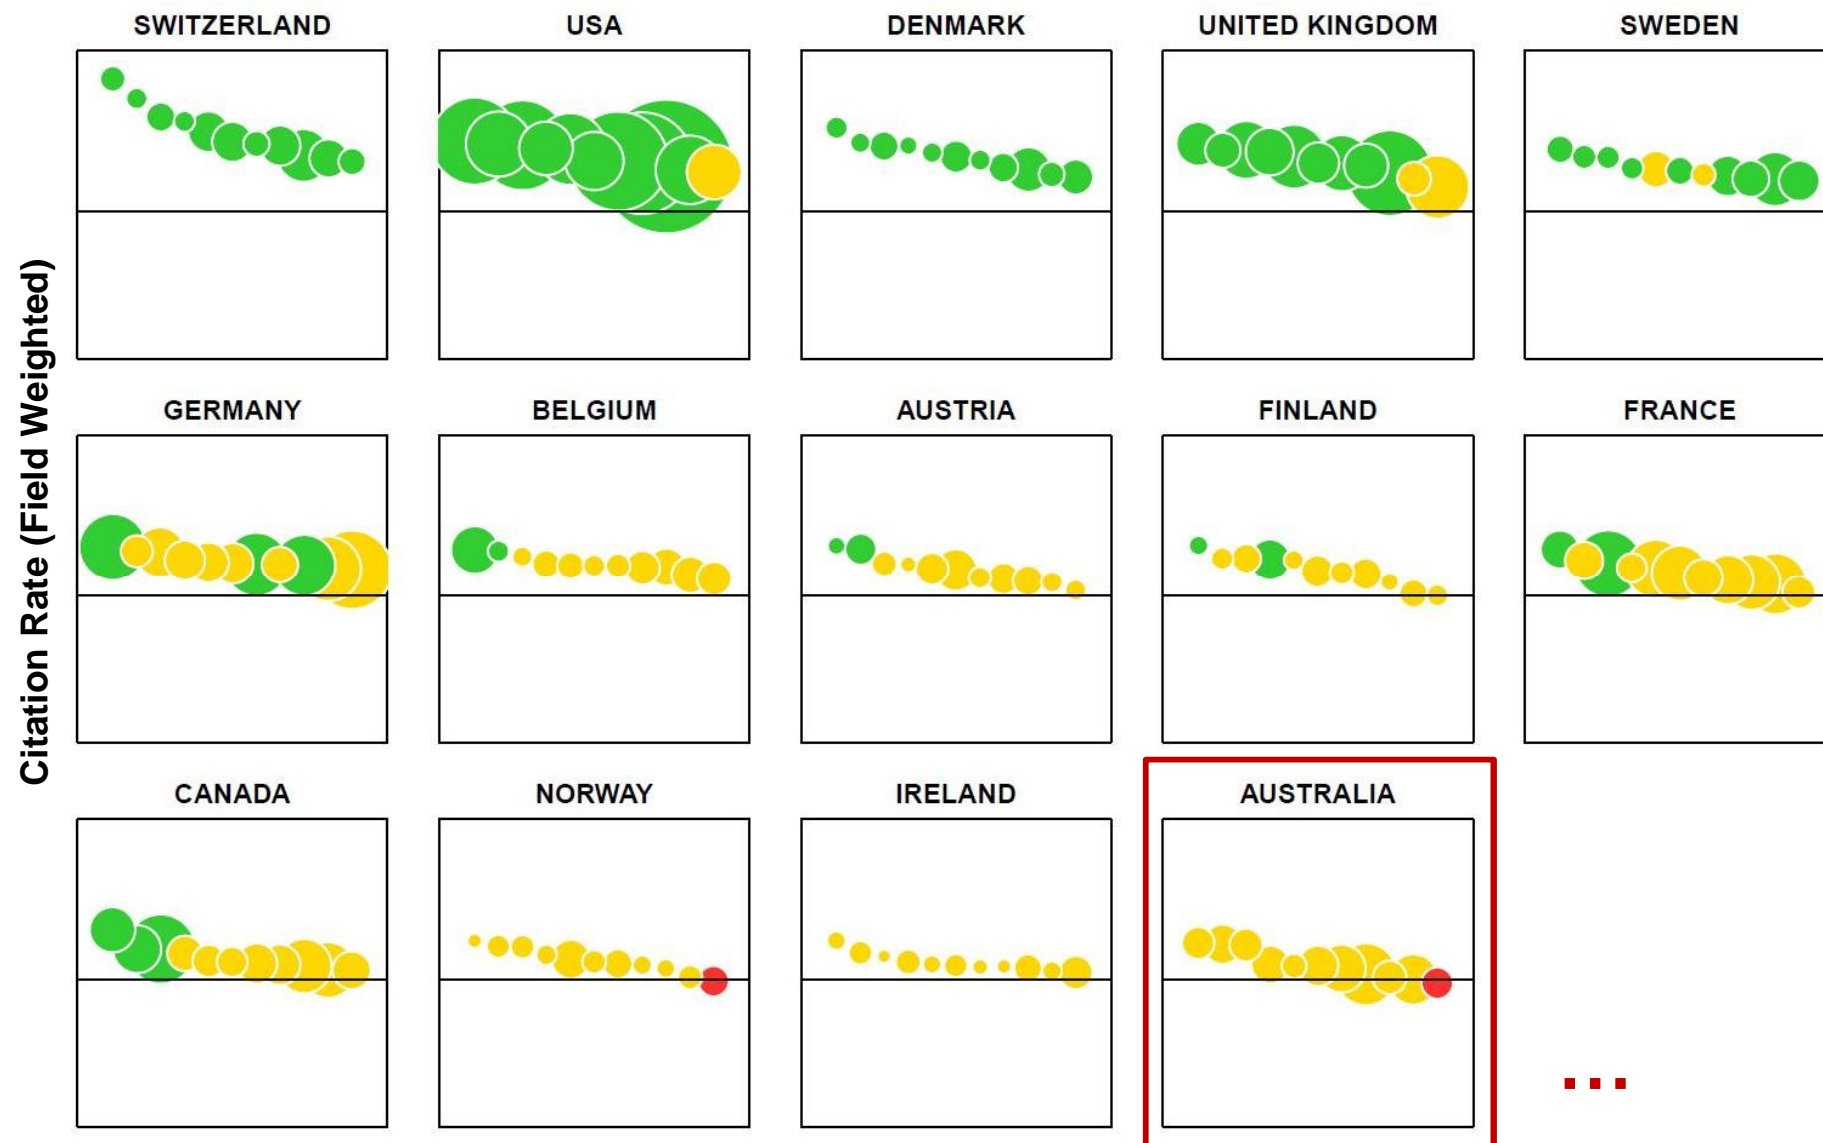 SWITZERLAND
USA
DENMARK
UNITED KINGDOM
SWEDEN
Citation Rate (Field Weighted)
GERMANY
BELGIUM
AUSTRIA
FINLAND
FRANCE
CANADA
NORWAY
IRELAND
AUSTRALIA
...